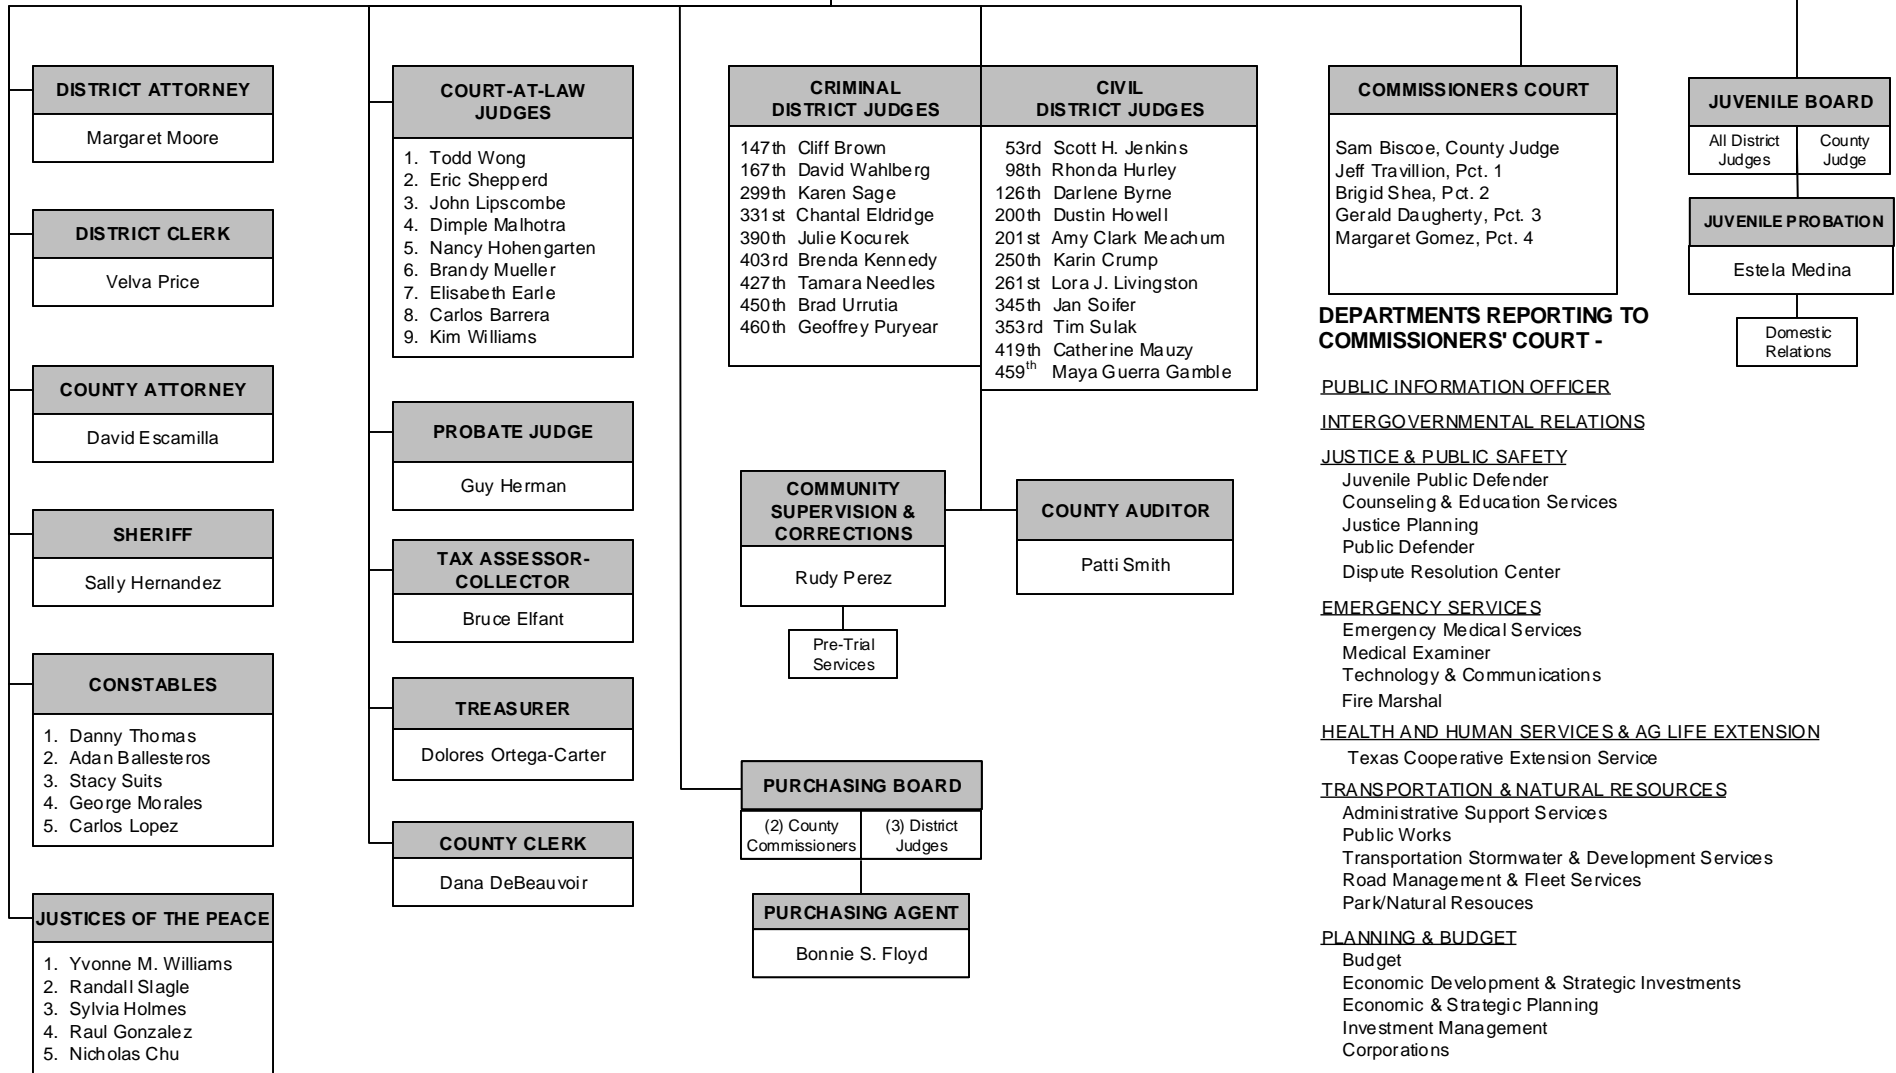 DISTRICT ATTORNEY
Margaret Moore
DISTRICT CLERK
Velva Price
COUNTY ATTORNEY
David Escamilla
SHERIFF
Sally Hernandez
CONSTABLES
1. Danny Thomas
2. Adan Ballesteros
3. Stacy Suits
4. George Morales
5. Carlos Lopez
JUSTICES OF THE PEACE
1. Yvonne M. Williams
2. Randall Slagle
3. Sylvia Holmes
4. Raul Gonzalez
5. Nicholas Chu
COURT-AT-LAW
JUDGES
1. Todd Wong
2. Eric Shepperd
3. John Lipscombe
4. Dimple Malhotra
5. Nancy Hohengarten
6. Brandy Mueller
7. Elisabeth Earle
8. Carlos Barrera
9. Kim Williams
PROBATE JUDGE
Guy Herman
TAX ASSESSOR-
COLLECTOR
Bruce Elfant
TREASURER
Dolores Ortega-Carter
COUNTY CLERK
Dana DeBeauvoir
CRIMINAL
DISTRICT JUDGES
147th Cliff Brown
167th David Wahlberg
299th Karen Sage
331st Chantal Eldridge
390th Julie Kocurek
403rd Brenda Kennedy
427th Tamara Needles
450th Brad Urrutia
460th Geoffrey Puryear
CIVIL
DISTRICT JUDGES
53rd Scott H. Jenkins
98th Rhonda Hurley
126th Darlene Byrne
200th Dustin Howell
201st Amy Clark Meachum
250th Karin Crump
261st Lora J. Livingston
345th Jan Soifer
353rd Tim Sulak
419th Catherine Mauzy
459th Maya Guerra Gamble
COMMUNITY
SUPERVISION &
CORRECTIONS
Rudy Perez
Pre-Trial
Services
COUNTY AUDITOR
Patti Smith
PURCHASING BOARD
(2) County
Commissioners
(3) District
Judges
PURCHASING AGENT
Bonnie S. Floyd
COMMISSIONERS COURT
Sam Biscoe, County Judge
Jeff Travillion, Pct. 1
Brigid Shea, Pct. 2
Gerald Daugherty, Pct. 3
Margaret Gomez, Pct. 4
DEPARTMENTS REPORTING TO
COMMISSIONERS' COURT -
PUBLIC INFORMATION OFFICER
INTERGOVERNMENTAL RELATIONS
JUSTICE & PUBLIC SAFETY
Juvenile Public Defender
Counseling & Education Services
Justice Planning
Public Defender
Dispute Resolution Center
EMERGENCY SERVICES
Emergency Medical Services
Medical Examiner
Technology & Communications
Fire Marshal
HEALTH AND HUMAN SERVICES & AG LIFE EXTENSION
Texas Cooperative Extension Service
TRANSPORTATION & NATURAL RESOURCES
Administrative Support Services
Public Works
Transportation Stormwater & Development Services
Road Management & Fleet Services
Park/Natural Resouces
PLANNING & BUDGET
Budget
Economic Development & Strategic Investments
Economic & Strategic Planning
Investment Management
Corporations
JUVENILE BOARD
All District
Judges
County
Judge
JUVENILE PROBATION
Estela Medina
Domestic
Relations